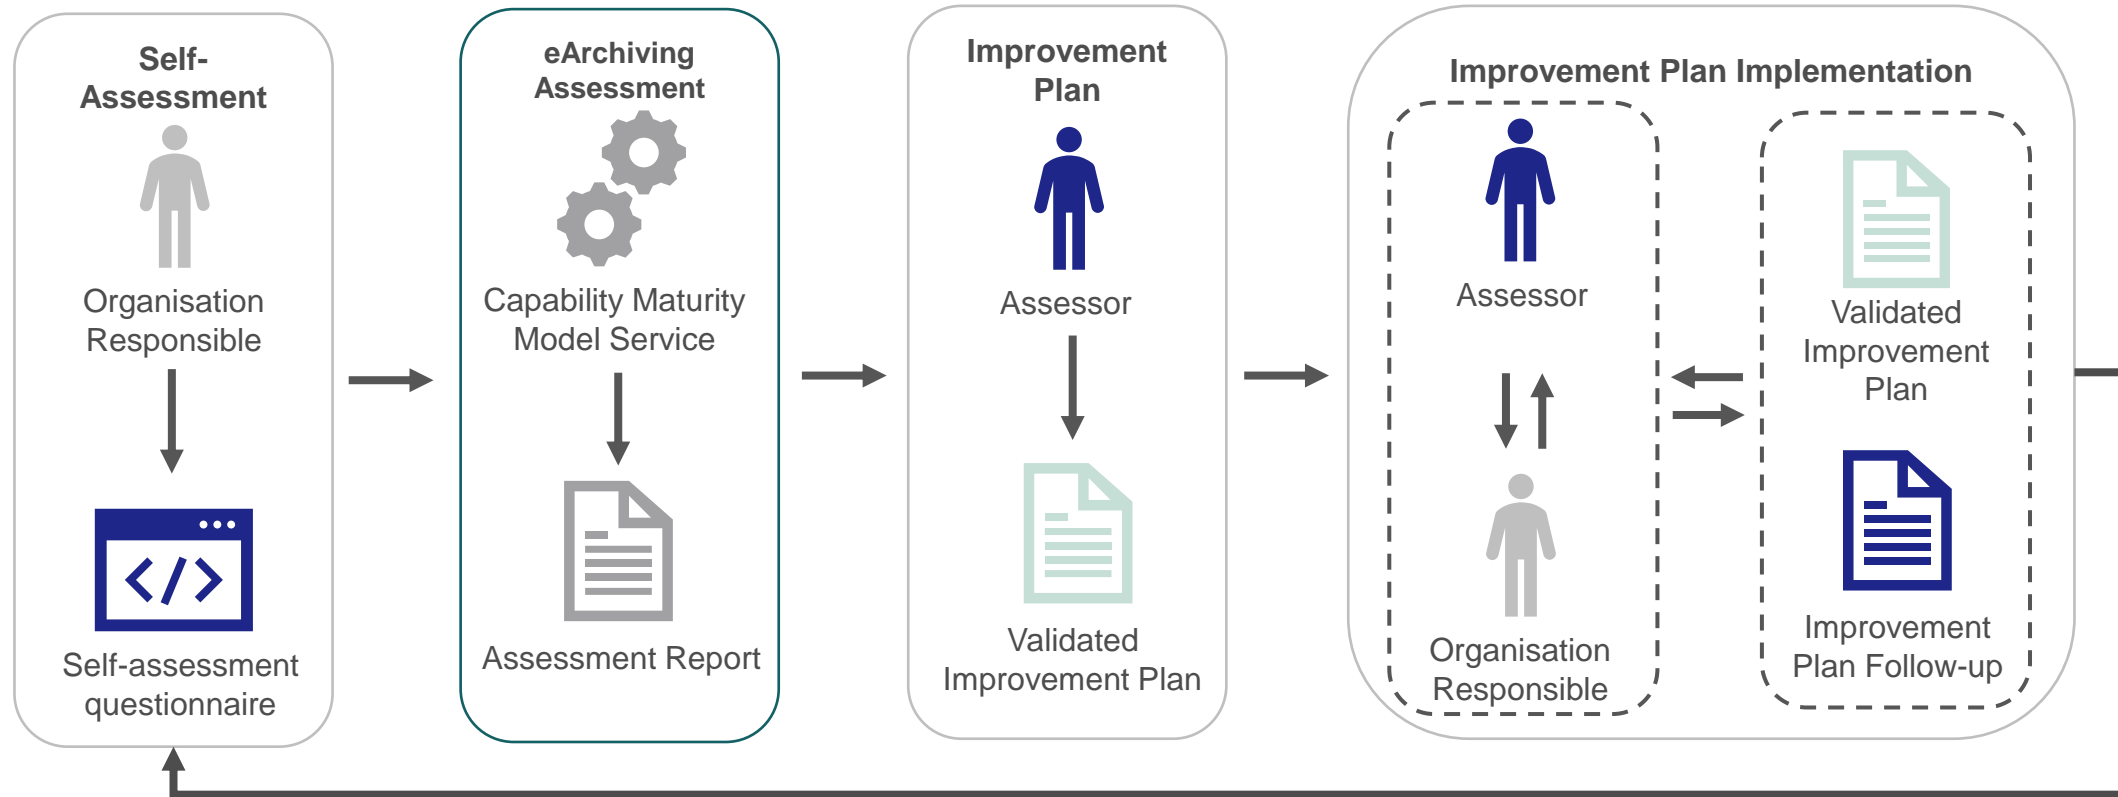 Self-
Assessment
Organisation
Responsible
</>
Self-assessment
questionnaire
eArchiving
Assessment
Capability Maturity
Model Service
Assessment Report
Improvement
Plan
Assessor
Validated
Improvement Plan
Improvement Plan Implementation
Assessor
Organisation
Responsible
Validated
Improvement
Plan
Improvement
Plan Follow-up